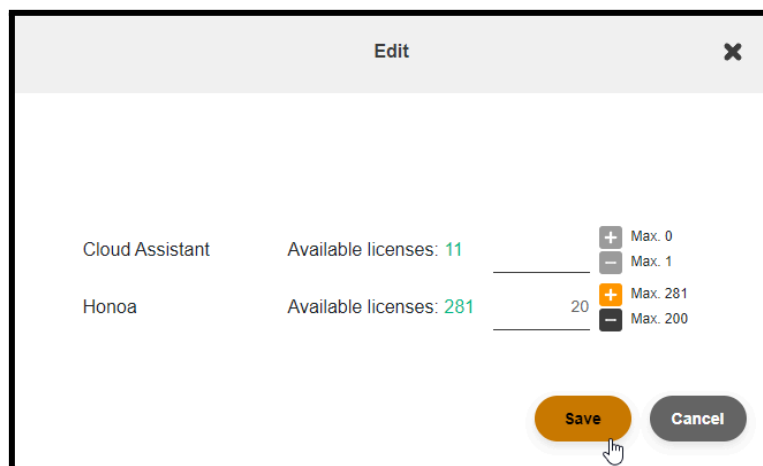 Edit
Cloud Assistant Available licenses: 11 Max. 0
Max. 1
Honoa Available licenses: 281 20 Max. 281
Max. 200
Save Cancel